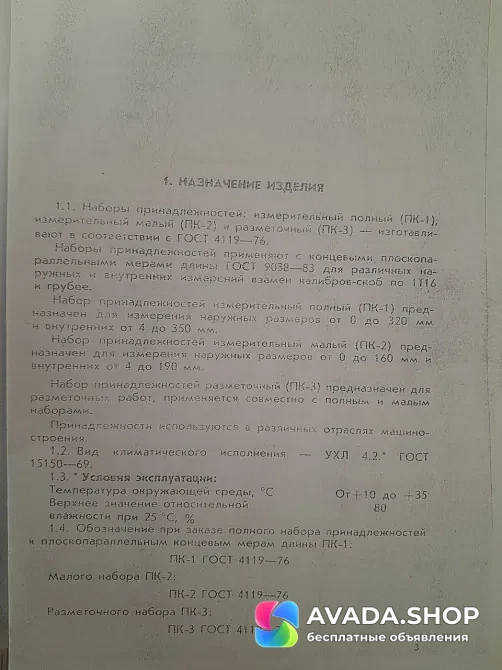 1. НАЗНАЧЕНИЕ ИЗДЕЛИЯ
1.1. Наборы принадлежностей: измерительный полный (ПК-1),
измерительный малый (ПК-2) и разметочный (ПК-3) — изготавли-
вают в соответствии с ГОСТ 4119—76.
Наборы принадлежностей применяют с концевыми плоскопа-
раллельными мерами длины ГОСТ 9038—83 для различных на-
ружных и внутренних измерений взамен калибров-скоб по IT16
и грубее.
Набор принадлежностей измерительный полный (ПК-1) пред-
назначен для измерения наружных размеров от 0 до 320 мм
и внутренних от 4 до 350 мм.
Набор принадлежностей измерительный малый (ПК-2) пред-
назначен для измерения наружных размеров от 0 до 160 мм и
внутренних от 4 до 190 мм.
Набор принадлежностей разметочный (ПК-3) предназначен для
разметочных работ, применяется совместно с полным и малым
наборами.
Принадлежности используются в различных отраслях машино-
строения.
1.2. Вид климатического исполнения — УХЛ 4.2.* ГОСТ
15150—69.
1.3. * Условия эксплуатации:
Температура окружающей среды, °С От+10 до +35
Верхнее значение относительной
влажности при 25 °С, % 80
1.4. Обозначение при заказе полного набора принадлежностей
к плоскопараллельным концевым мерам длины ПК-1:
ПК-1 ГОСТ 4119—76
Малого набора ПК-2:
ПК-2 ГОСТ 4119—76
Разметочного набора ПК-3:
ПК-3 ГОСТ
3
AVADA.SHOP
бесплатные объявления